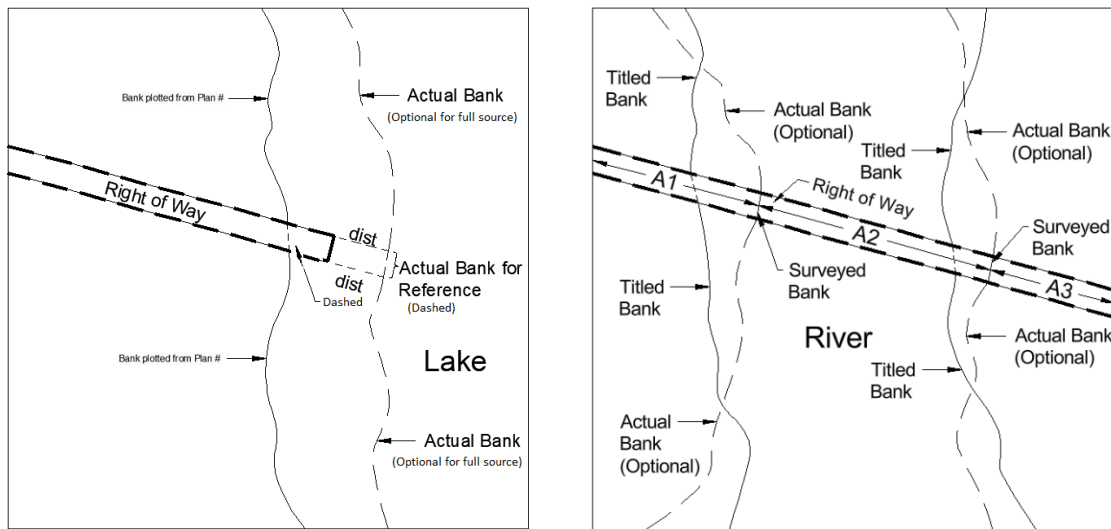 Bank plotted from Plan #
Actual Bank
(Optional for full source)
Right of Way
dist
dist
Actual Bank for
Reference
(Dashed)
Dashed
Bank plotted from Plan #
Lake
Actual Bank
(Optional for full source)
Titled
Bank
Actual Bank
(Optional)
Titled
Bank
Actual Bank
(Optional)
A1
Right of Way
A2
Surveyed
Bank
Surveyed
Bank
A3
Titled
Bank
River
Actual Bank
(Optional)
Titled
Bank
Actual
Bank
(Optional)